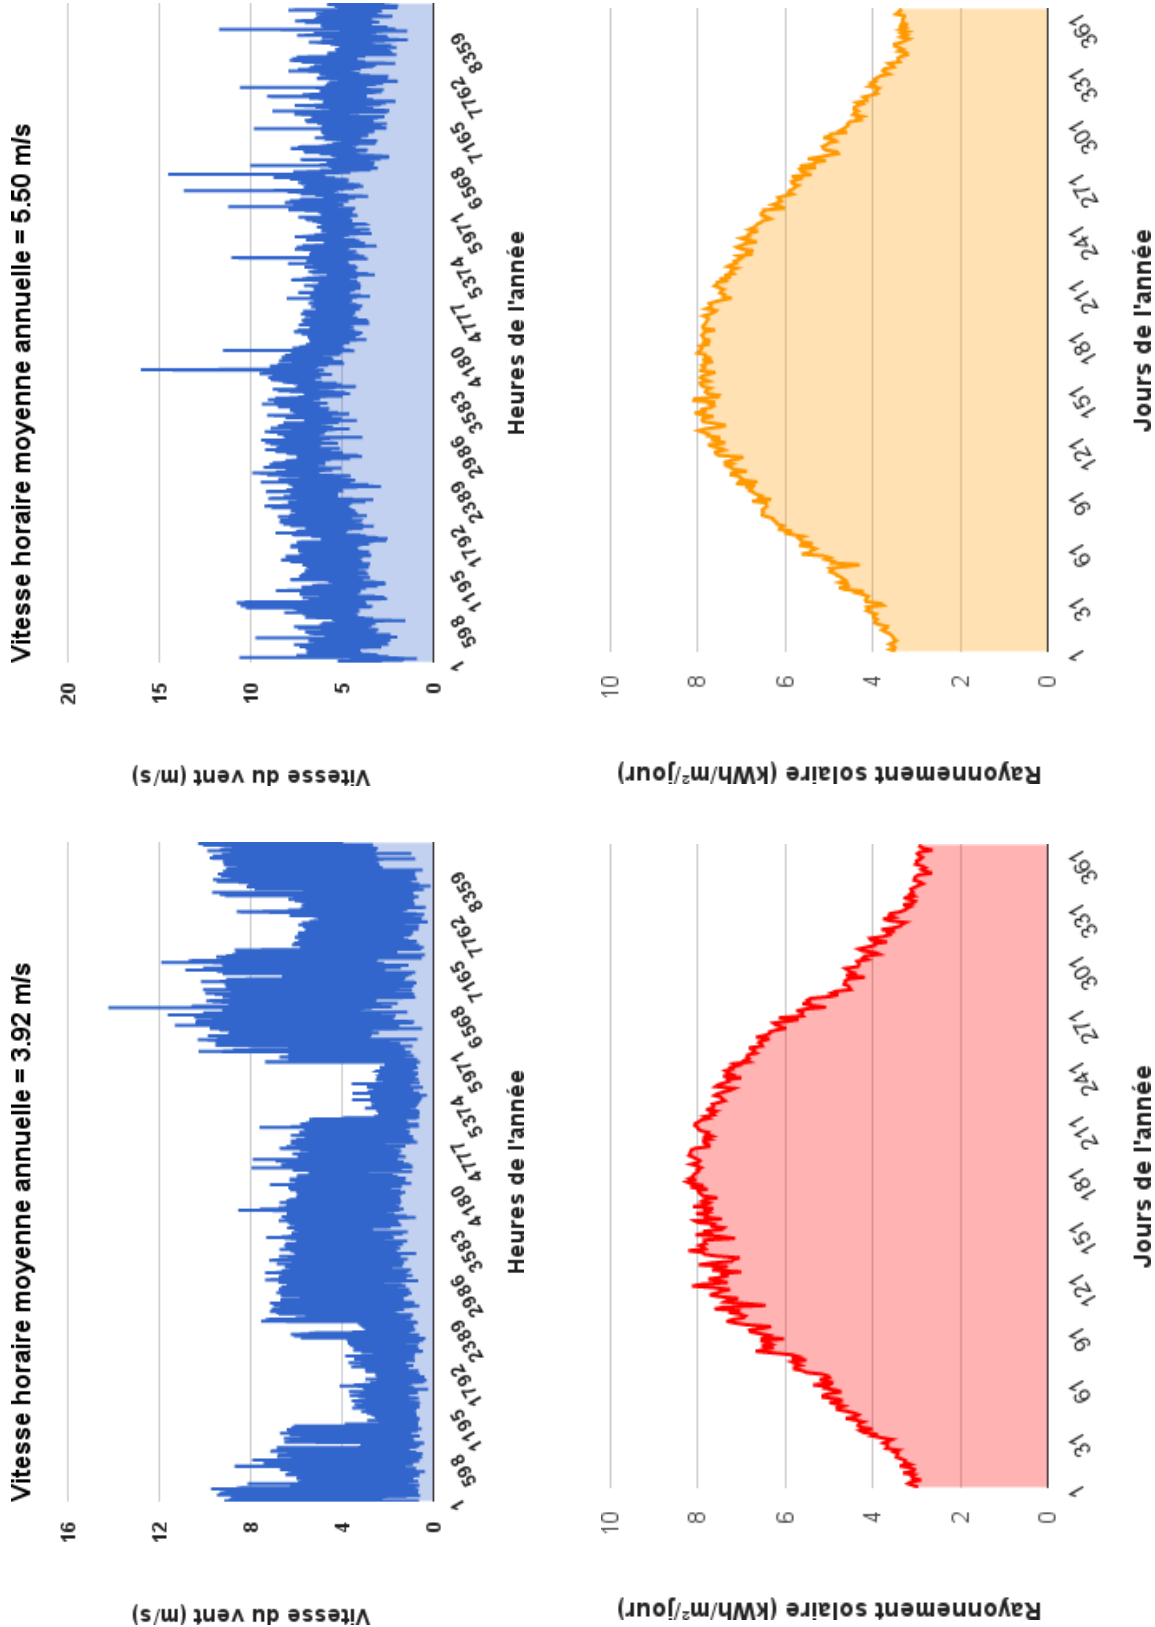 Vitesse horaire moyenne annuelle = 3.92 m/s
Vitesse du vent (m/s)
16
12
8
4
0
1 598 1195 1792 2389 2986 3583 4180 4777 5374 5971 6568 7165 7762 8359
Heures de l'année
Vitesse horaire moyenne annuelle = 5.50 m/s
Vitesse du vent (m/s)
20
15
10
5
0
1 598 1195 1792 2389 2986 3583 4180 4777 5374 5971 6568 7165 7762 8359
Heures de l'année
Rayonnement solaire (kWh/m²/jour)
10
8
6
4
2
0
1 31 61 91 121 151 181 211 241 271 301 331 361
Jours de l'année
Rayonnement solaire (kWh/m²/jour)
10
8
6
4
2
0
1 31 61 91 121 151 181 211 241 271 301 331 361
Jours de l'année